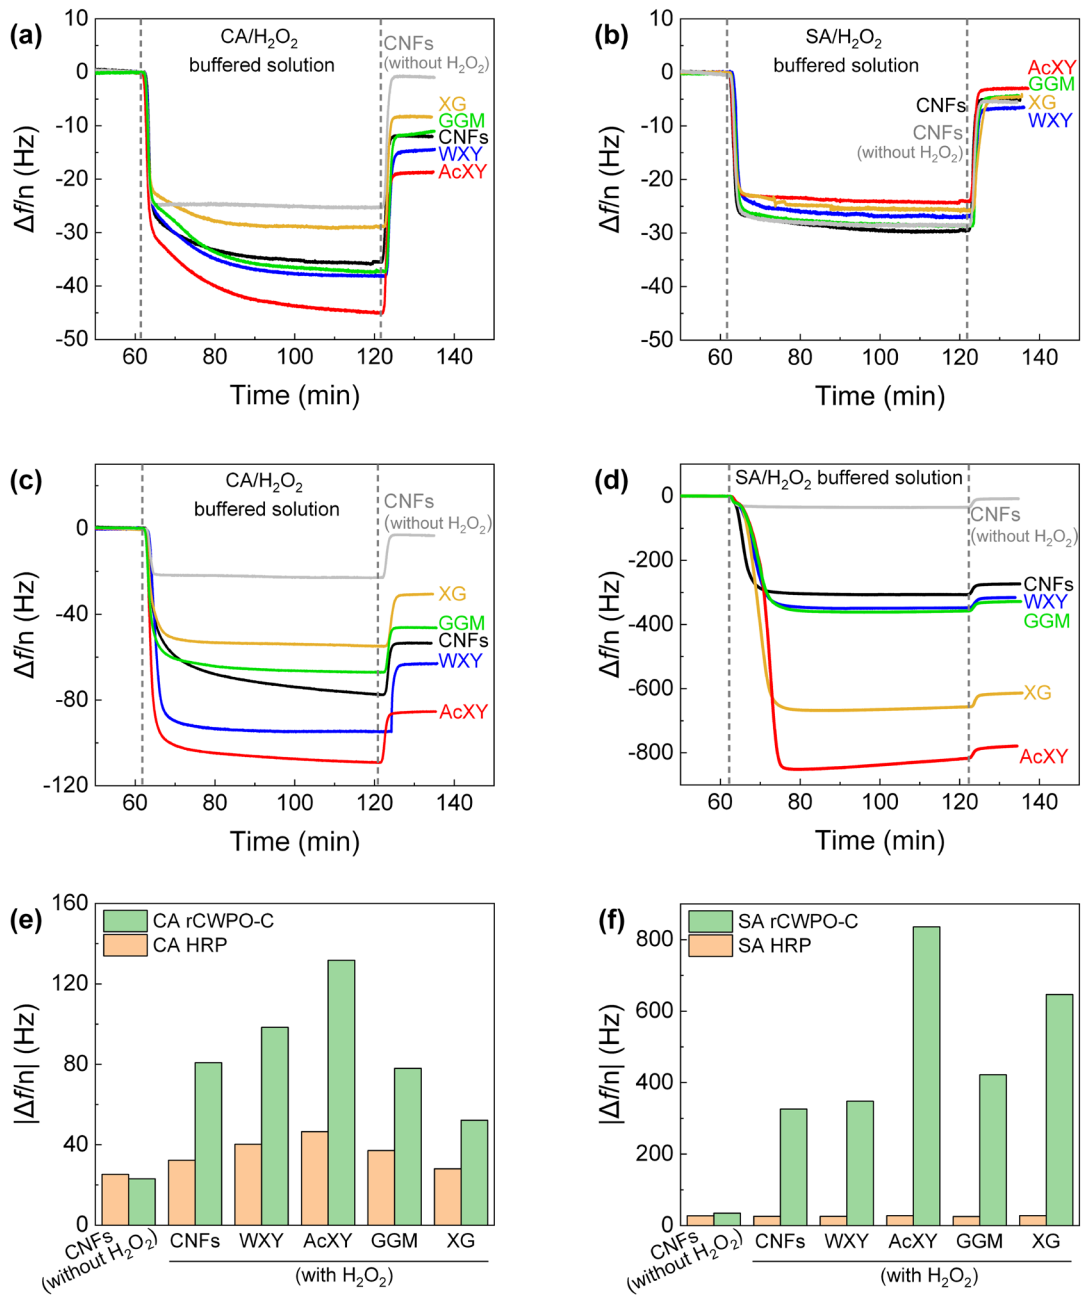 (a)
CA/H₂O₂
buffered solution
CNFs
(without H₂O₂)
XG
GGM
CNFs
WXY
AcXY
10
0
-10
-20
-30
-40
-50
Δf/n (Hz)
60 80 100 120 140
Time (min)
(b)
SA/H₂O₂
buffered solution
AcXY
GGM
CNFs
XG
WXY
CNFs
(without H₂O₂)
10
0
-10
-20
-30
-40
-50
Δf/n (Hz)
60 80 100 120 140
Time (min)
(c)
CA/H₂O₂
buffered solution
CNFs
(without H₂O₂)
XG
GGM
CNFs
WXY
AcXY
0
-40
-80
-120
Δf/n (Hz)
60 80 100 120 140
Time (min)
(d)
SA/H₂O₂ buffered solution
CNFs
(without H₂O₂)
CNFs
WXY
GGM
XG
AcXY
0
-200
-400
-600
-800
Δf/n (Hz)
60 80 100 120 140
Time (min)
(e)
CA rCWPO-C
CA HRP
160
120
80
40
0
|Δf/n| (Hz)
CNFs
(without H₂O₂)
CNFs WXY AcXY GGM XG
(with H₂O₂)
(f)
SA rCWPO-C
SA HRP
800
600
400
200
0
|Δf/n| (Hz)
CNFs
(without H₂O₂)
CNFs WXY AcXY GGM XG
(with H₂O₂)